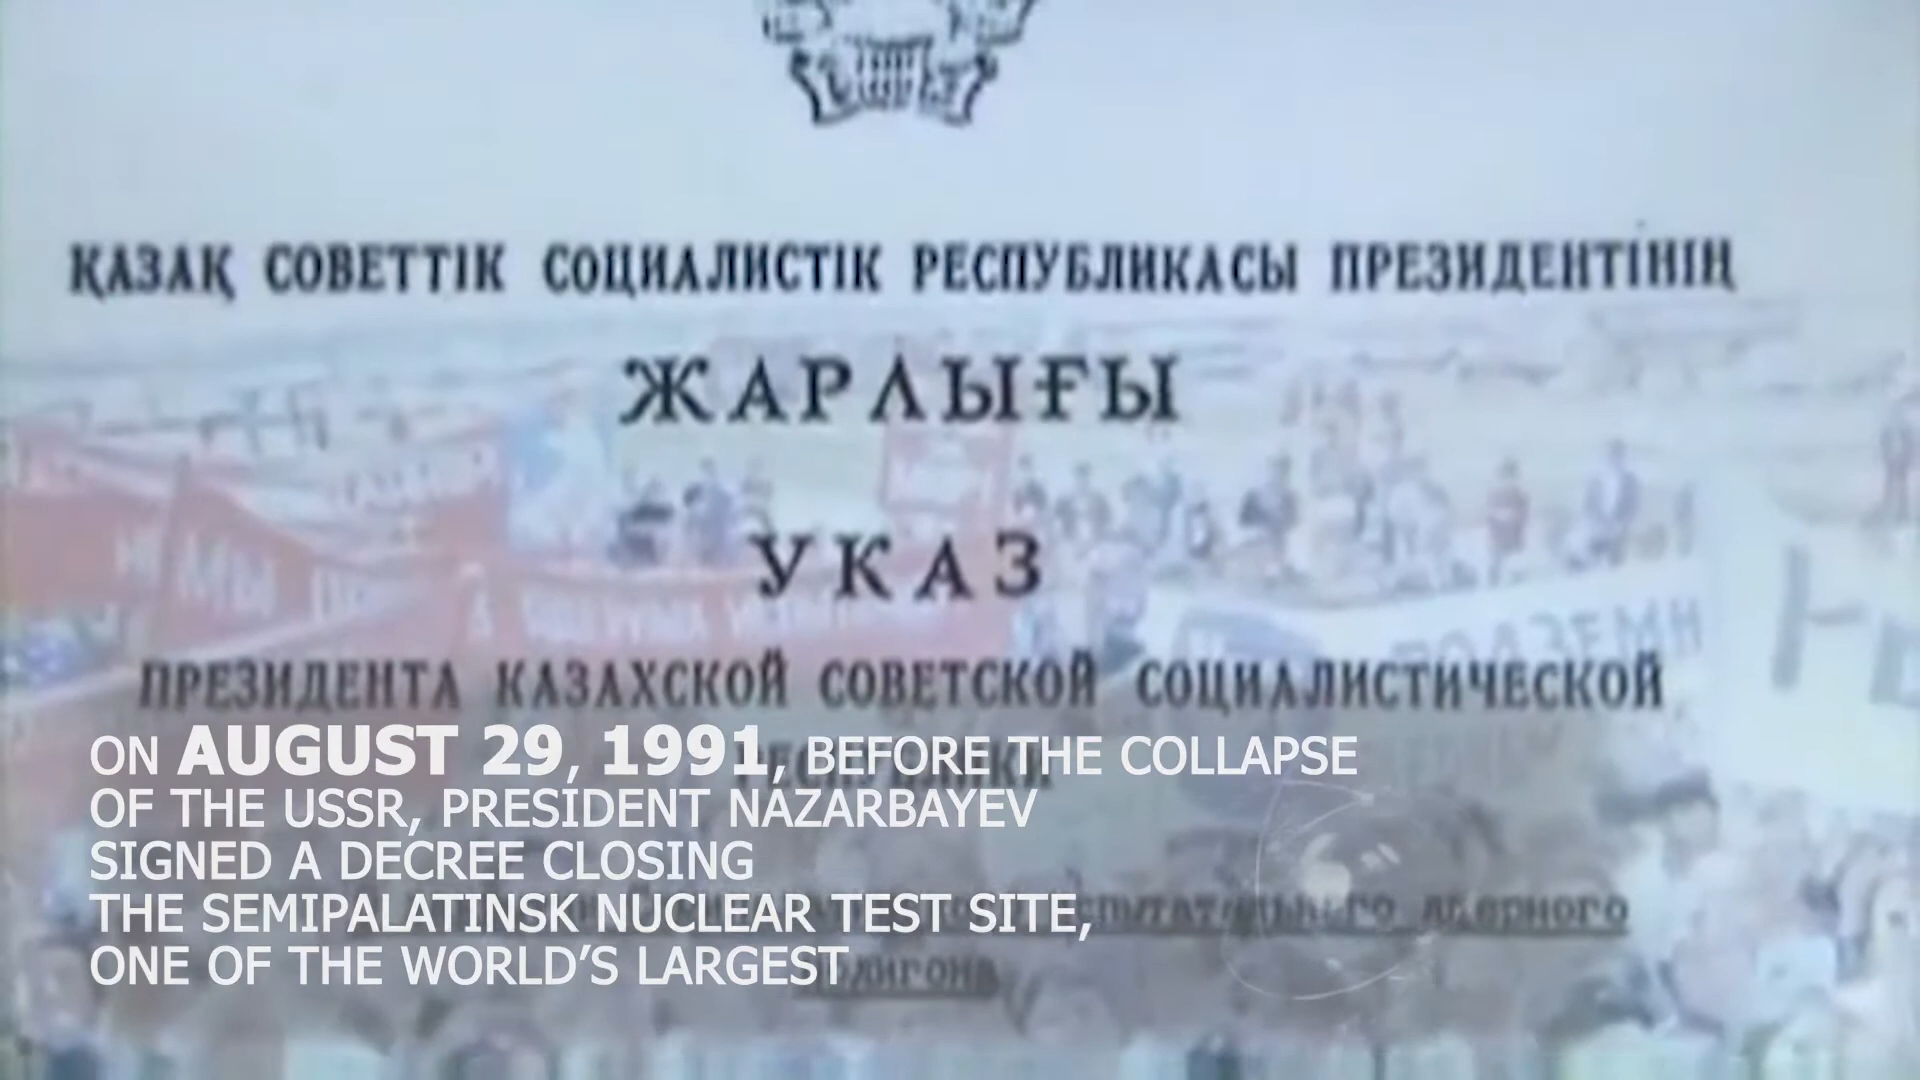 ҚАЗАҚ СОВЕТТІК СОЦИАЛИСТІК РЕСПУБЛИКАСЫ ПРЕЗИДЕНТІНІҢ
ЖАРЛЫҒЫ
УКАЗ
ПРЕЗИДЕНТА КАЗАХСКОЙ СОВЕТСКОЙ СОЦИАЛИСТИЧЕСКОЙ
ON AUGUST 29, 1991, BEFORE THE COLLAPSE
OF THE USSR, PRESIDENT NAZARBAYEV
SIGNED A DECREE CLOSING
THE SEMIPALATINSK NUCLEAR TEST SITE,
ONE OF THE WORLD’S LARGEST